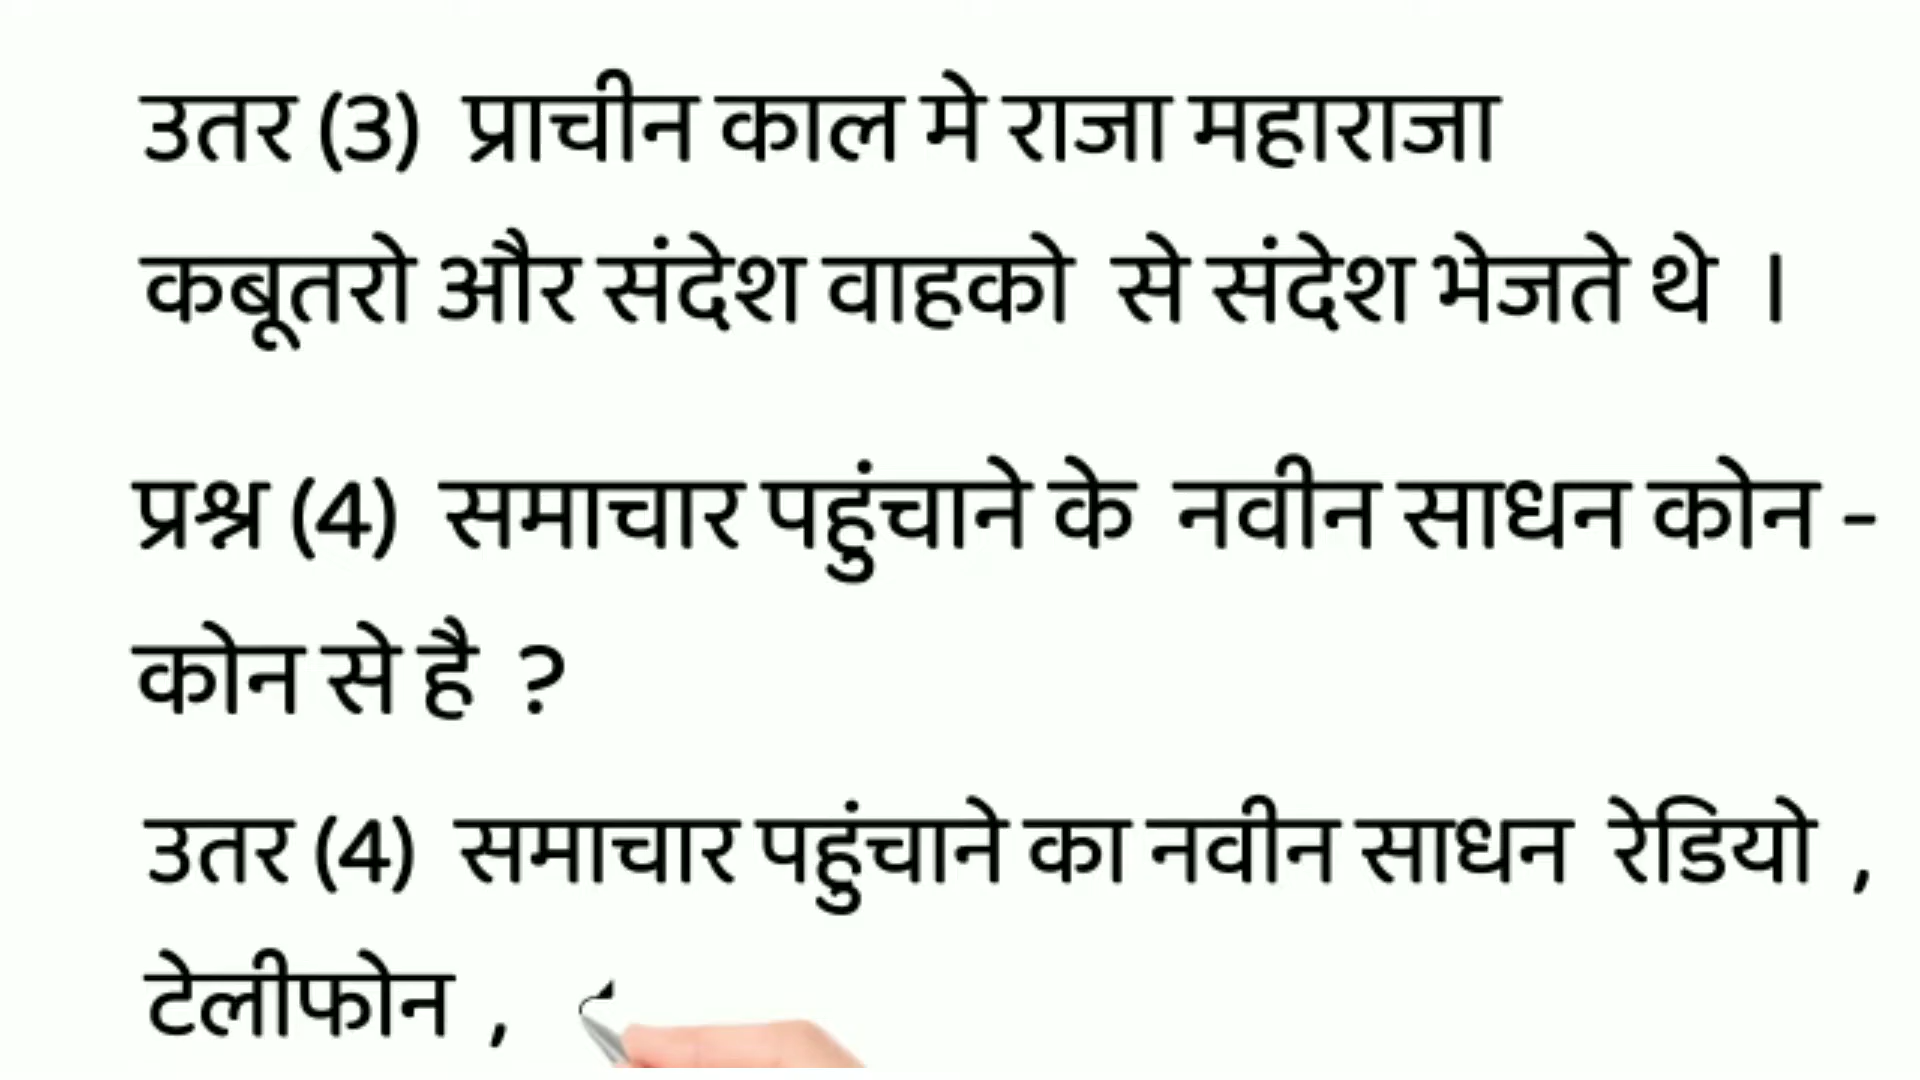 उतर (3) प्राचीन काल मे राजा महाराजा
कबूतरो और संदेश वाहको से संदेश भेजते थे ।
प्रश्न (4) समाचार पहुंचाने के नवीन साधन कोन -
कोन से है ?
उतर (4) समाचार पहुंचाने का नवीन साधन रेडियो ,
टेलीफोन ,